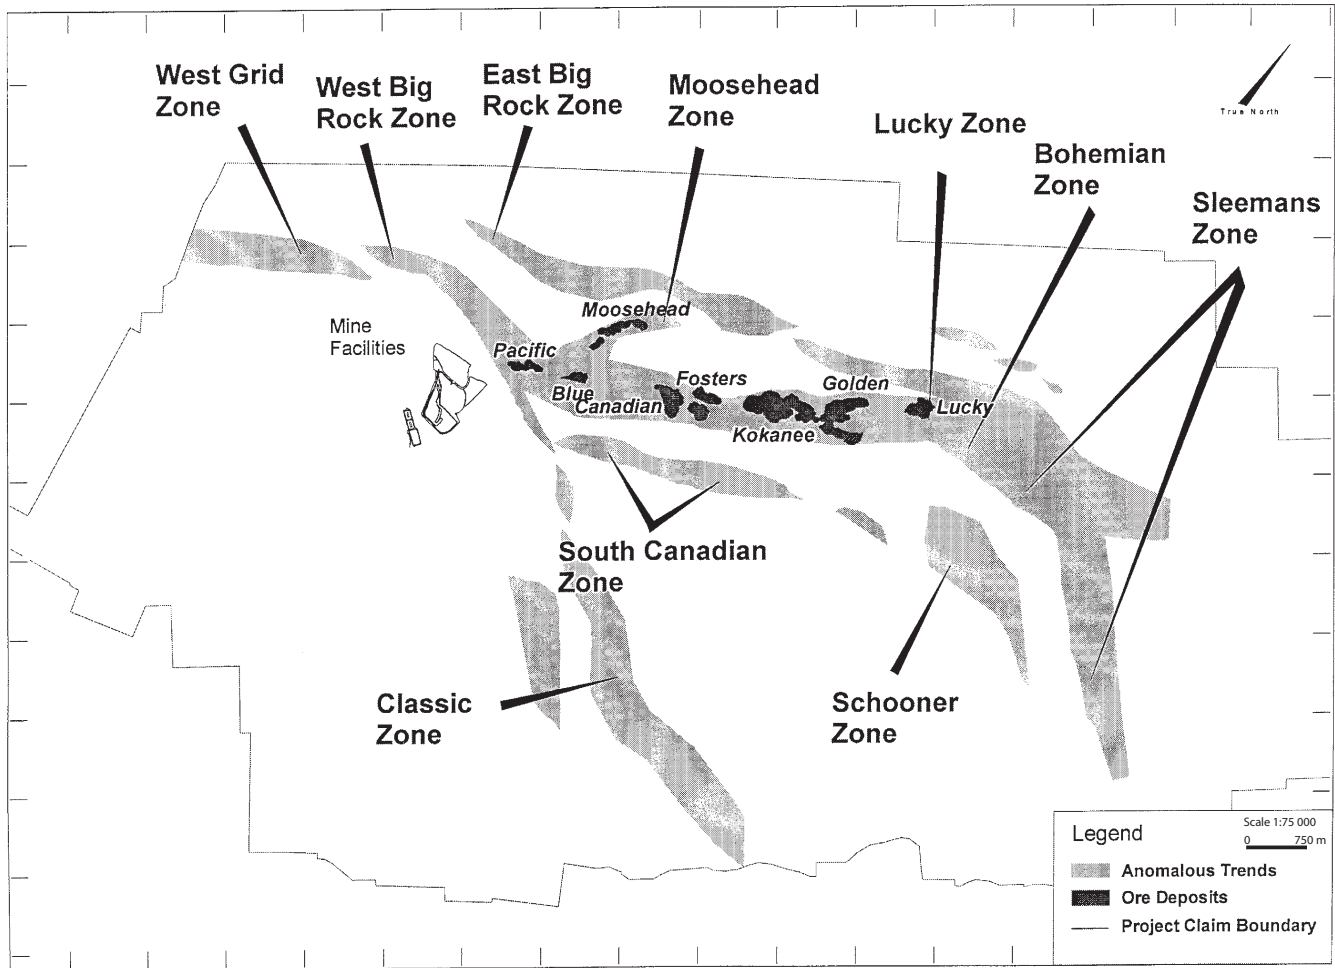 West Grid
Zone
West Big
Rock Zone
East Big
Rock Zone
Moosehead
Zone
Lucky Zone
Bohemian
Zone
Sleemans
Zone
True North
Mine
Facilities
Moosehead
Pacific
Blue
Canadian
Fosters
Kokanee
Golden
Lucky
South Canadian
Zone
Classic
Zone
Schooner
Zone
Legend
Scale 1:75 000
0 750 m
Anomalous Trends
Ore Deposits
Project Claim Boundary